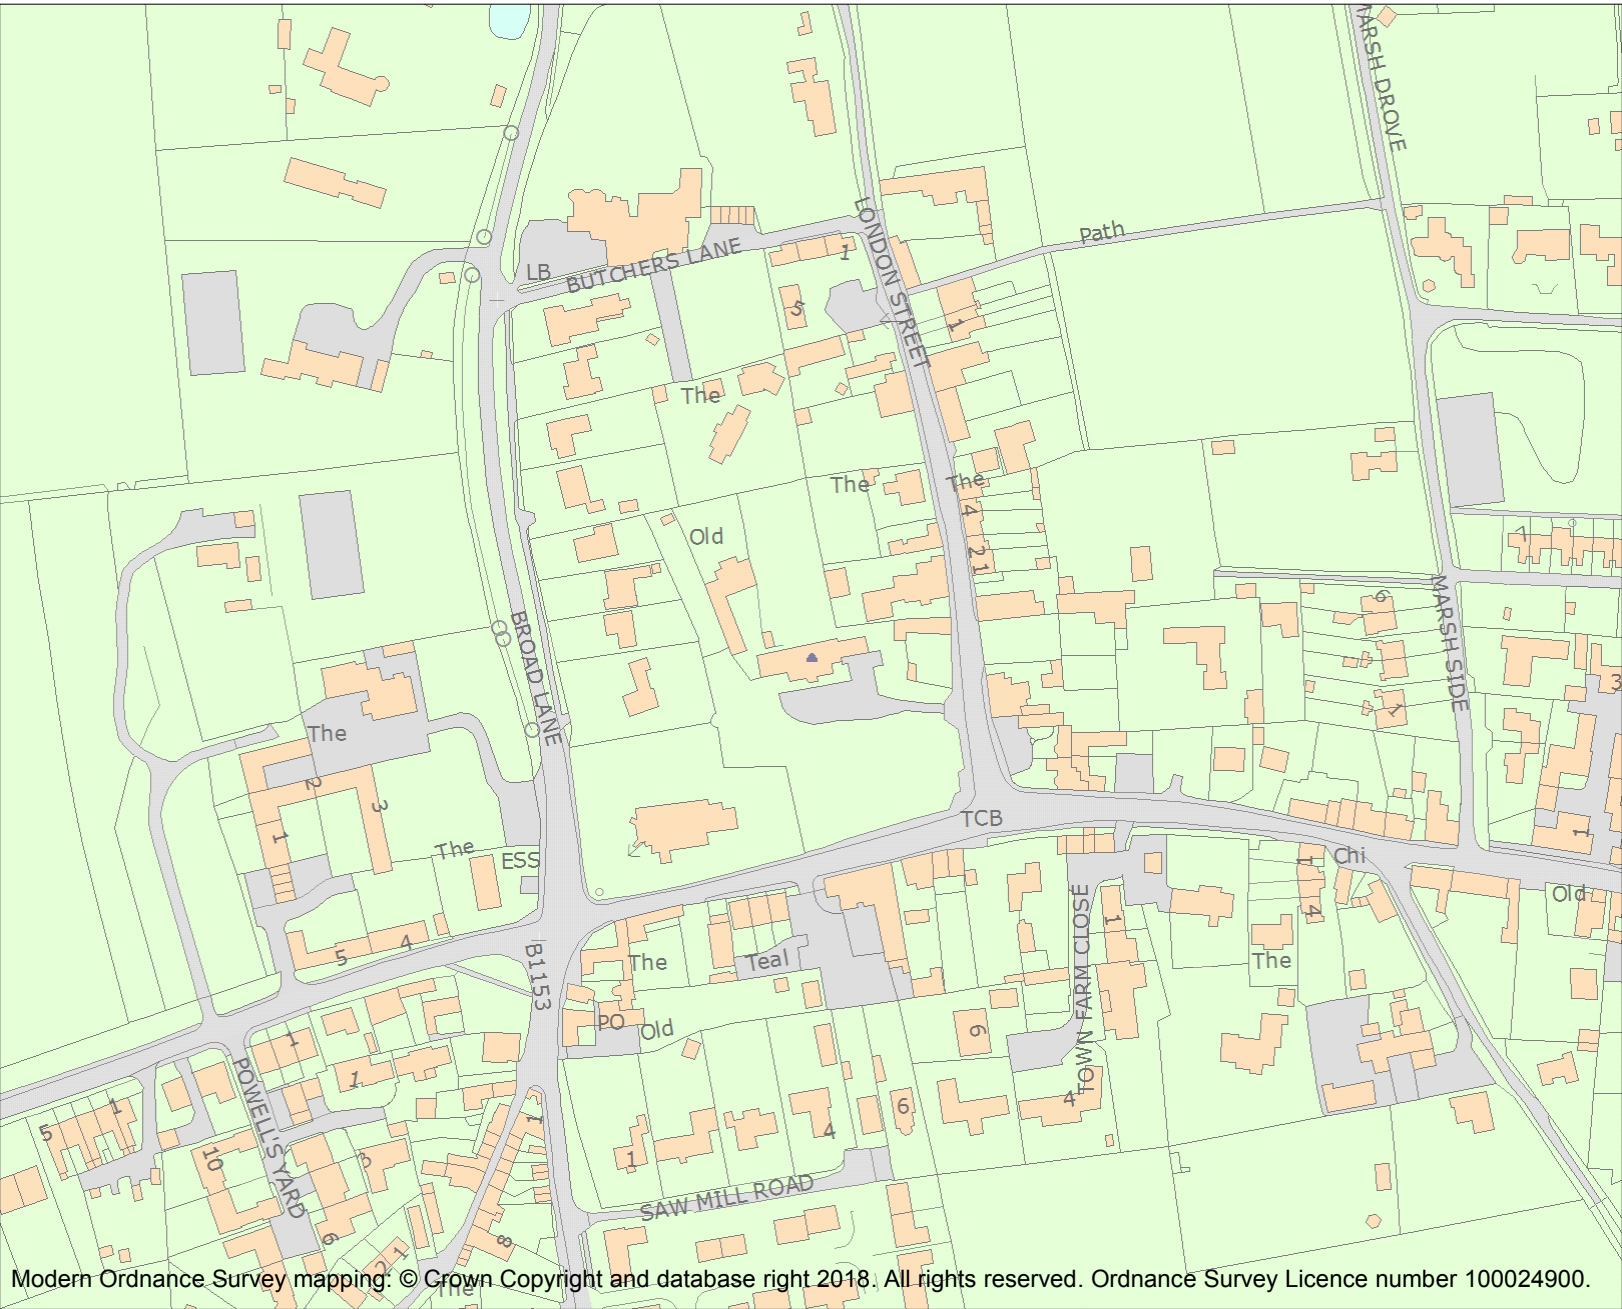 MARSH DROVE
LONDON STREET
Path
LB
BUTCHERS LANE
1
5
1
The
The
The
4
Old
2
1
7
BROAD LANE
MARSH SIDE
6
1
3
The
2
3
1
TCB
The
ESS
Chi
1
1
Old
4
1
TOWN FARM CLOSE
5
4
B1153
The
Teal
The
PO
Old
6
1
1
POWELL'S YARD
1
5
10
3
1
1
4
6
4
SAW MILL ROAD
6
8
2
1
The
Modern Ordnance Survey mapping: © Crown Copyright and database right 2018. All rights reserved. Ordnance Survey Licence number 100024900.